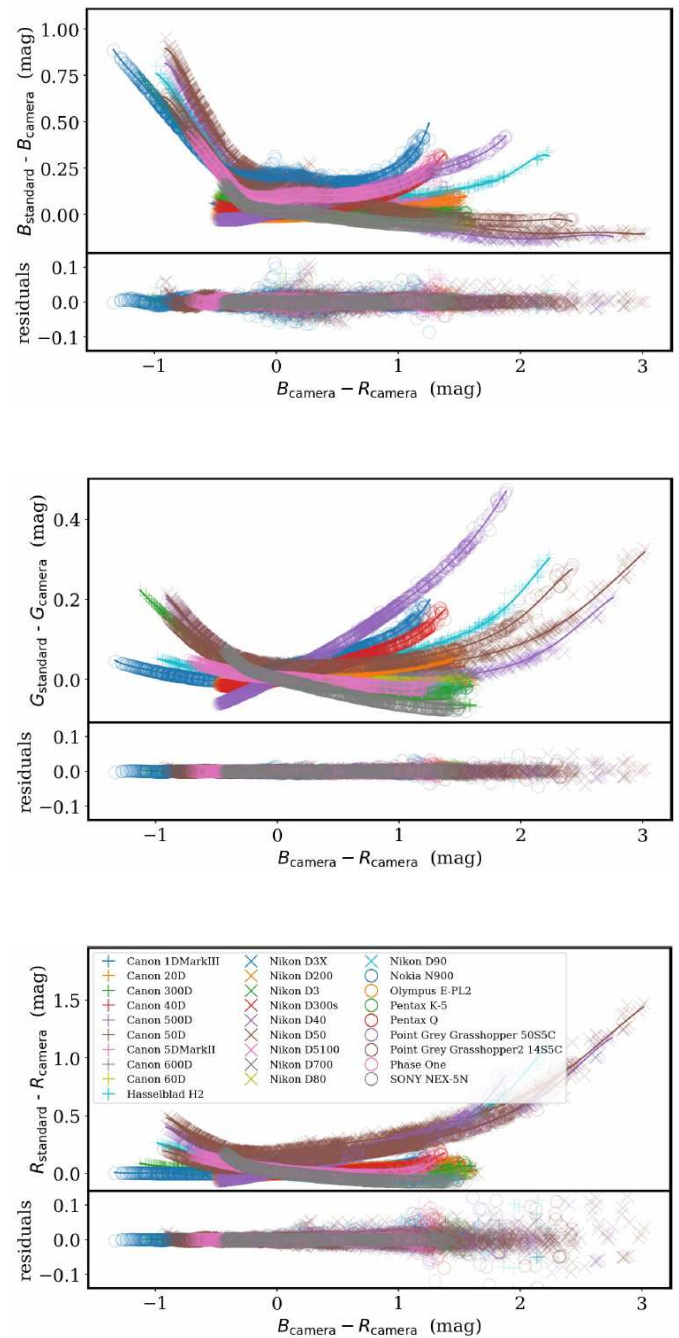 B_standard - B_camera (mag)
1.00
0.75
0.50
0.25
0.00
residuals
0.1
0.0
−0.1
−1 0 1 2 3
B_camera − R_camera (mag)
G_standard - G_camera (mag)
0.4
0.2
0.0
residuals
0.1
0.0
−0.1
−1 0 1 2 3
B_camera − R_camera (mag)
R_standard - R_camera (mag)
1.5
1.0
0.5
0.0
Canon 1DMarkIII Nikon D3X Nikon D90
Canon 20D Nikon D200 Nokia N900
Canon 300D Nikon D3 Olympus E-PL2
Canon 40D Nikon D300s Pentax K-5
Canon 500D Nikon D40 Pentax Q
Canon 50D Nikon D50 Point Grey Grasshopper 50S5C
Canon 5DMarkII Nikon D5100 Point Grey Grasshopper2 14S5C
Canon 600D Nikon D700 Phase One
Canon 60D Nikon D80 SONY NEX-5N
Hasselblad H2
residuals
0.1
0.0
−0.1
−1 0 1 2 3
B_camera − R_camera (mag)